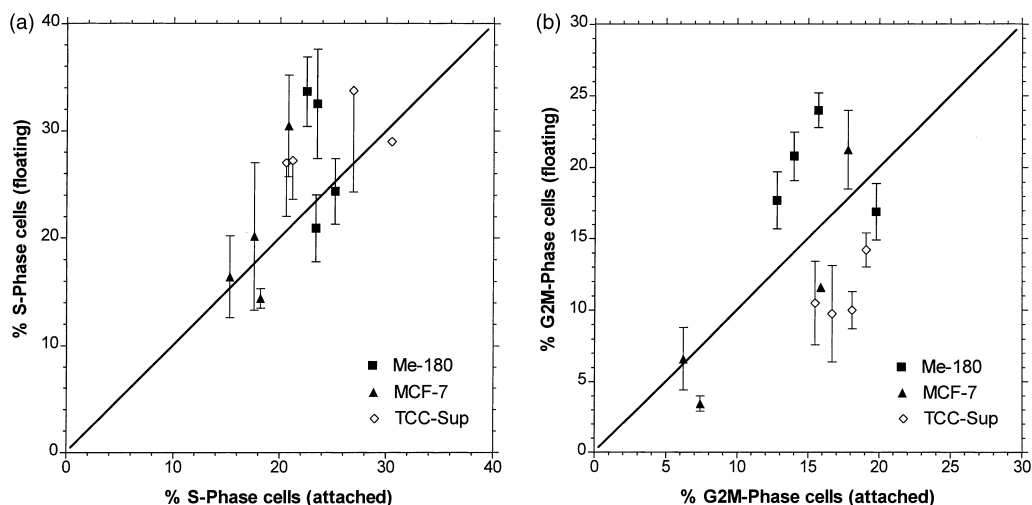 (a)
40
30
20
10
0
% S-Phase cells (floating)
Me-180
MCF-7
TCC-Sup
0 10 20 30 40
% S-Phase cells (attached)
(b)
30
25
20
15
10
5
0
% G2M-Phase cells (floating)
Me-180
MCF-7
TCC-Sup
0 5 10 15 20 25 30
% G2M-Phase cells (attached)